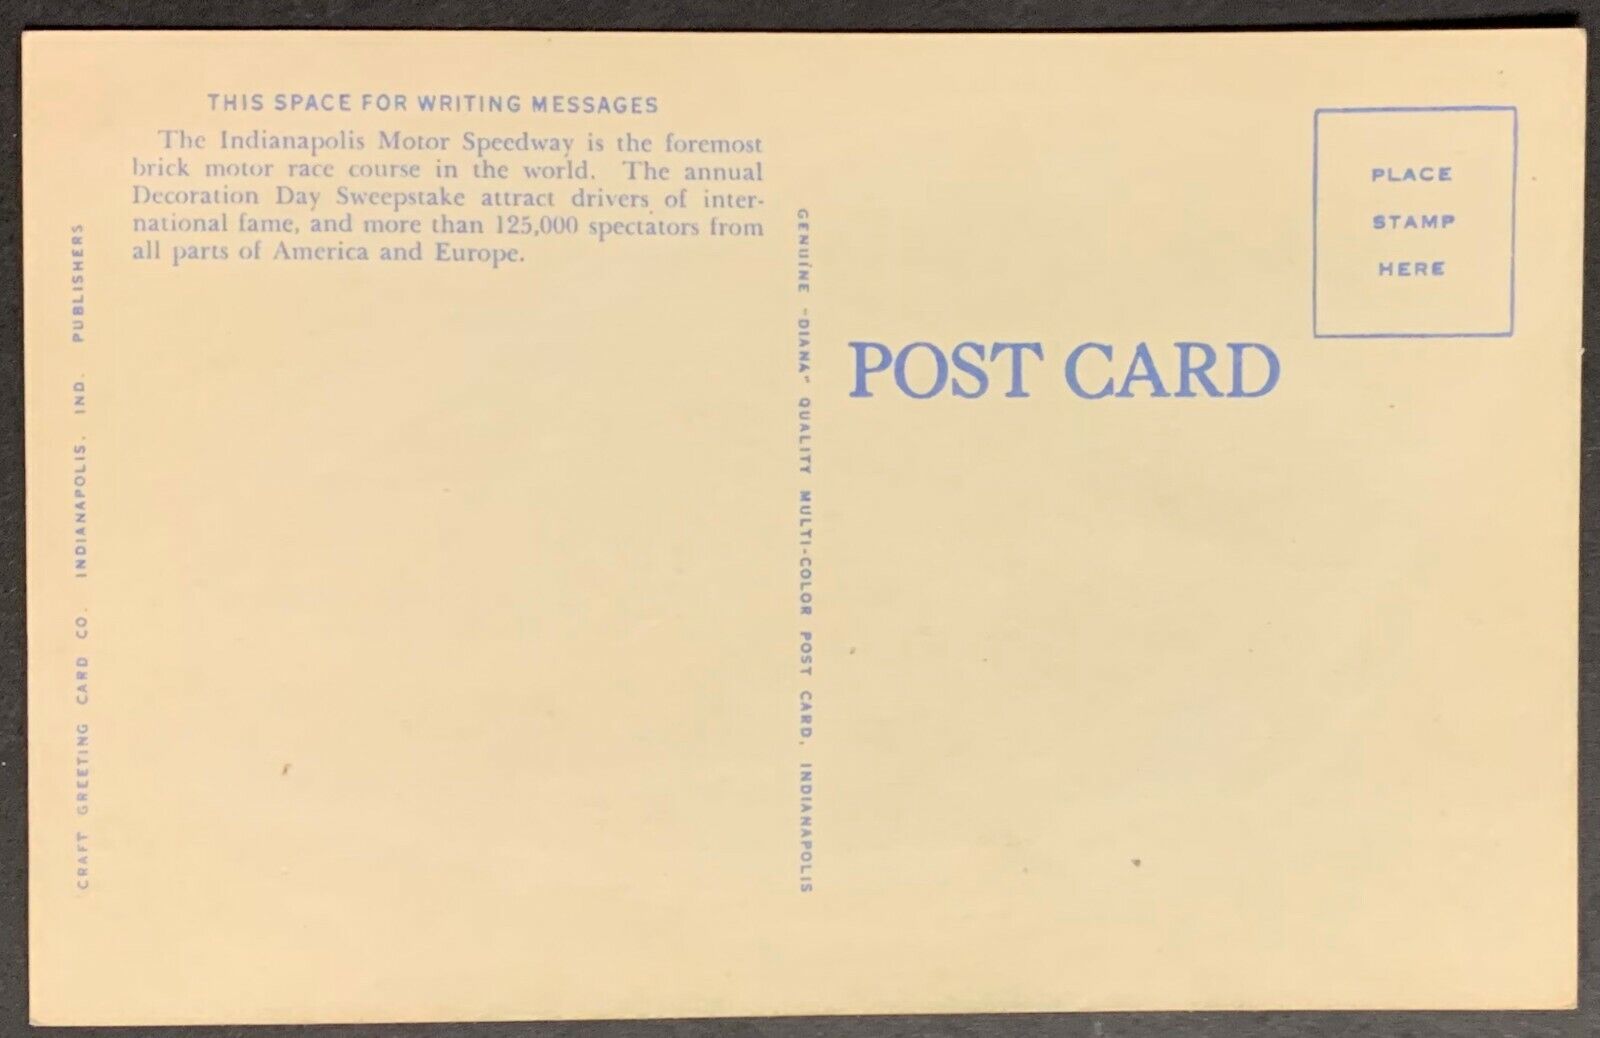 THIS SPACE FOR WRITING MESSAGES
The Indianapolis Motor Speedway is the foremost
brick motor race course in the world. The annual
Decoration Day Sweepstake attract drivers of inter-
national fame, and more than 125,000 spectators from
all parts of America and Europe.
CRAFT GREETING CARD CO. INDIANAPOLIS, IND. PUBLISHERS
GENUINE "DIANA" QUALITY MULTI-COLOR POST CARD, INDIANAPOLIS
POST CARD
PLACE
STAMP
HERE